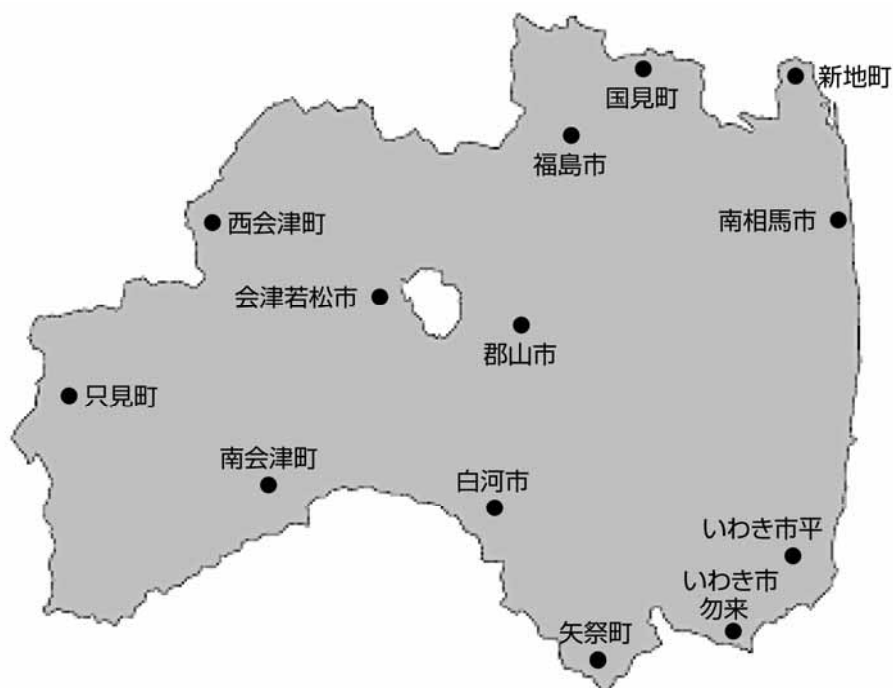 国見町
新地町
福島市
西会津町
南相馬市
会津若松市
郡山市
只見町
南会津町
白河市
いわき市平
いわき市
勿来
矢祭町